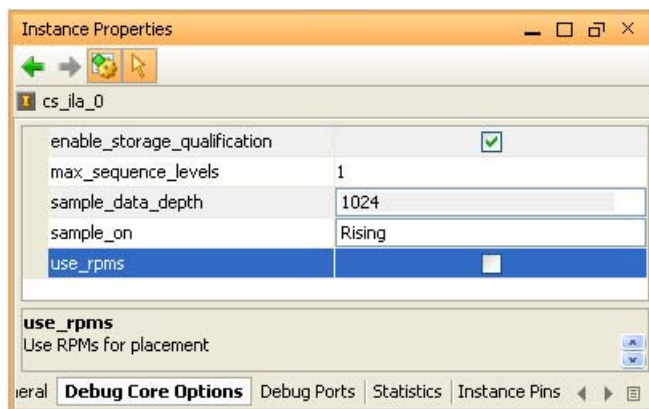 Instance Properties
cs_ila_0
enable_storage_qualification
max_sequence_levels 1
sample_data_depth 1024
sample_on Rising
use_rpms
use_rpms
Use RPMs for placement
eral Debug Core Options Debug Ports Statistics Instance Pins